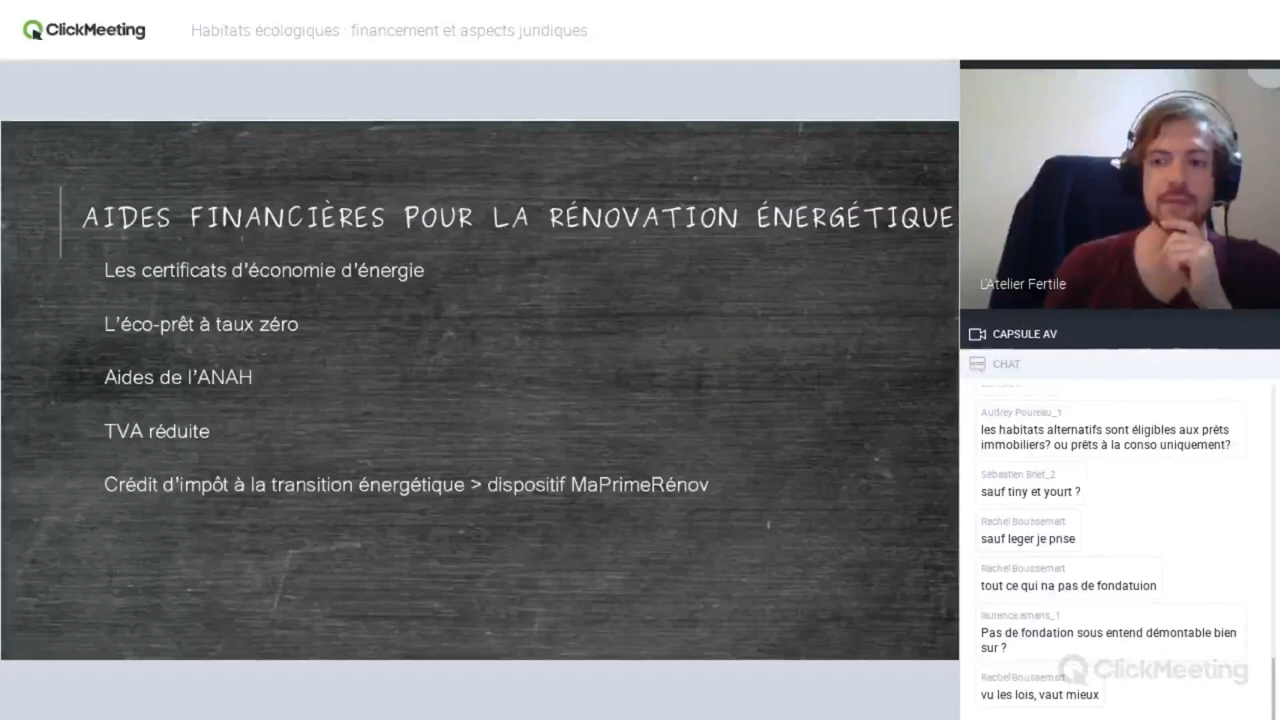 ClickMeeting
Habitats écologiques : financement et aspects juridiques
AIDES FINANCIÈRES POUR LA RÉNOVATION ÉNERGÉTIQUE
Les certificats d'économie d'énergie
L'éco-prêt à taux zéro
Aides de l'ANAH
TVA réduite
Crédit d'impôt à la transition énergétique > dispositif MaPrimeRénov
L'Atelier Fertile
CAPSULE AV
CHAT
Audrey Poureau_1
les habitats alternatifs sont éligibles aux prêts
immobiliers? ou prêts à la conso uniquement?
Sébastien Briet_2
sauf tiny et yourt ?
Rachel Boussemart
sauf leger je pnse
Rachel Boussemart
tout ce qui na pas de fondatuion
laurence.amans_1
Pas de fondation sous entend démontable bien
sur ?
Rachel Boussemart
vu les lois, vaut mieux
ClickMeeting